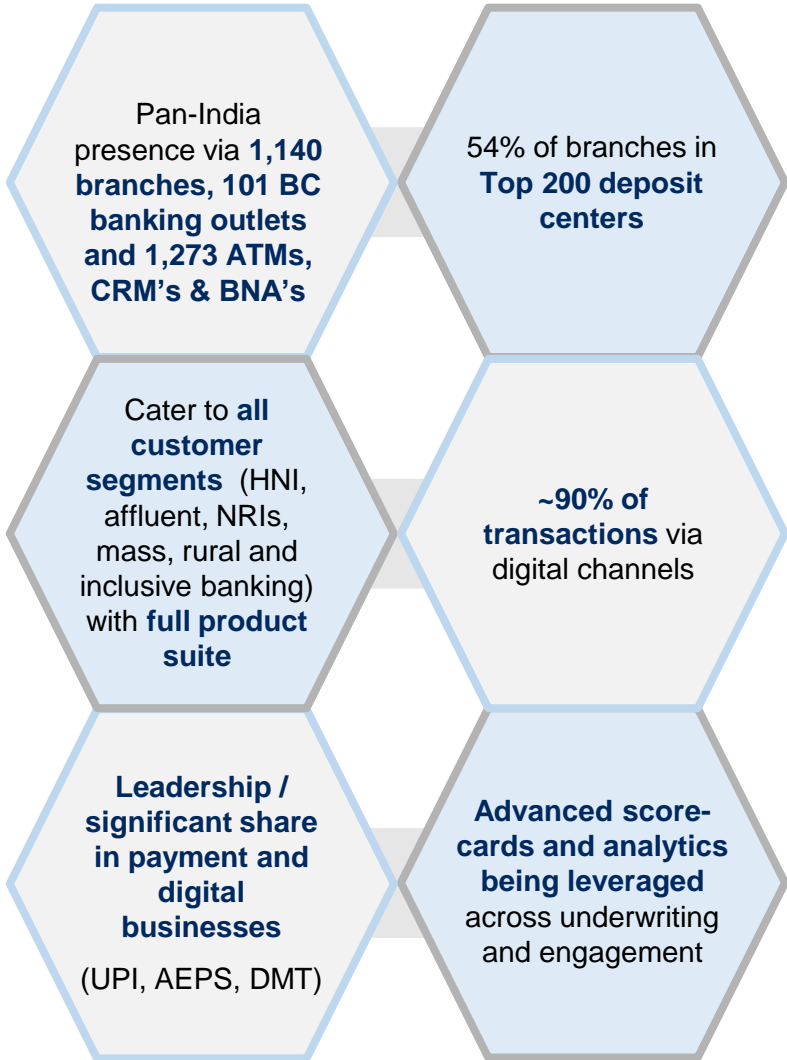 Pan-India
presence via 1,140
branches, 101 BC
banking outlets
and 1,273 ATMs,
CRM’s & BNA’s
54% of branches in
Top 200 deposit
centers
Cater to all
customer
segments (HNI,
affluent, NRIs,
mass, rural and
inclusive banking)
with full product
suite
~90% of
transactions via
digital channels
Leadership /
significant share
in payment and
digital
businesses
(UPI, AEPS, DMT)
Advanced score-
cards and analytics
being leveraged
across underwriting
and engagement